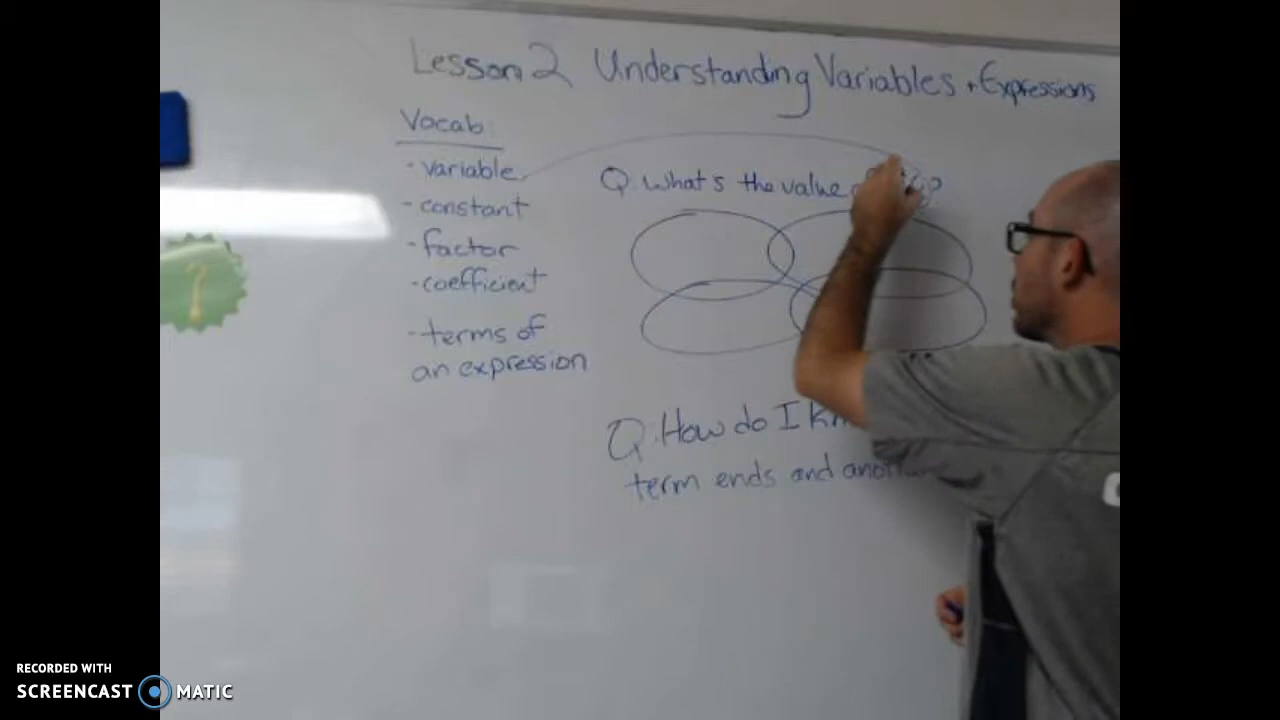 Lesson 2 Understanding Variables + Expressions
Vocab:
- variable
- constant
- factor
- coefficient
- terms of
an expression
Q. What's the value
Q. How do I
term ends and
RECORDED WITH
SCREENCAST MATIC